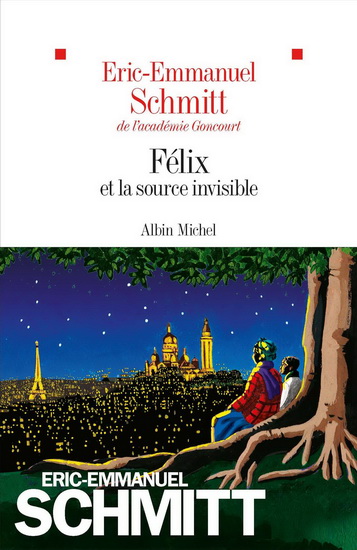 Eric-Emmanuel
Schmitt
de l'académie Goncourt
Félix
et la source invisible
Albin Michel
ERIC-EMMANUEL
SCHMITT